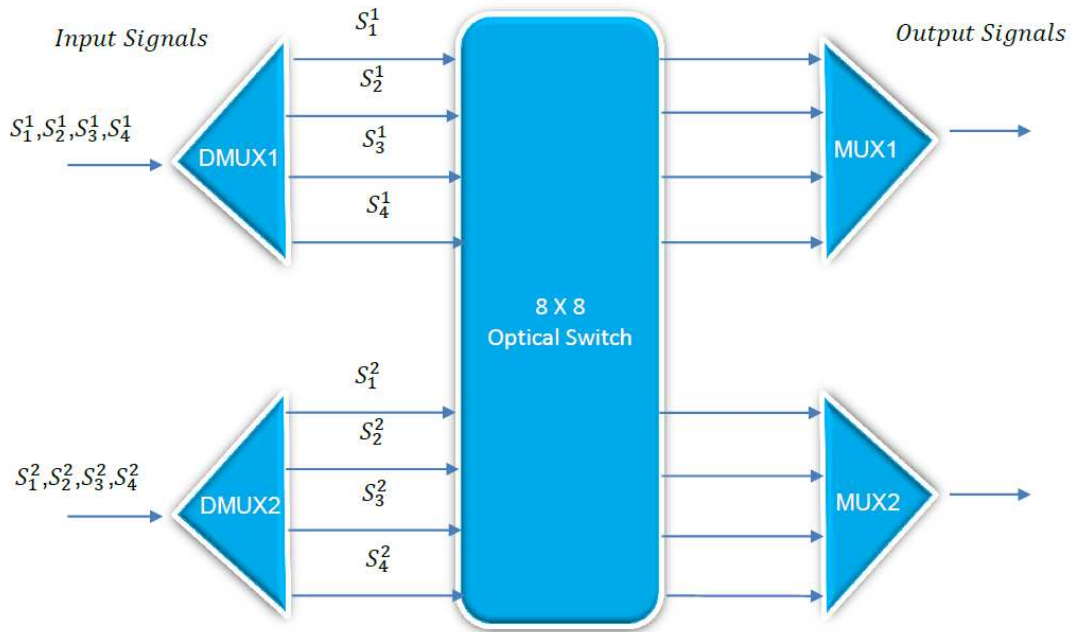 Input Signals
Output Signals
S_1^1
S_2^1
S_1^1,S_2^1,S_3^1,S_4^1
S_3^1
DMUX1
MUX1
S_4^1
8 X 8
Optical Switch
S_1^2
S_2^2
S_1^2,S_2^2,S_3^2,S_4^2
S_3^2
DMUX2
MUX2
S_4^2